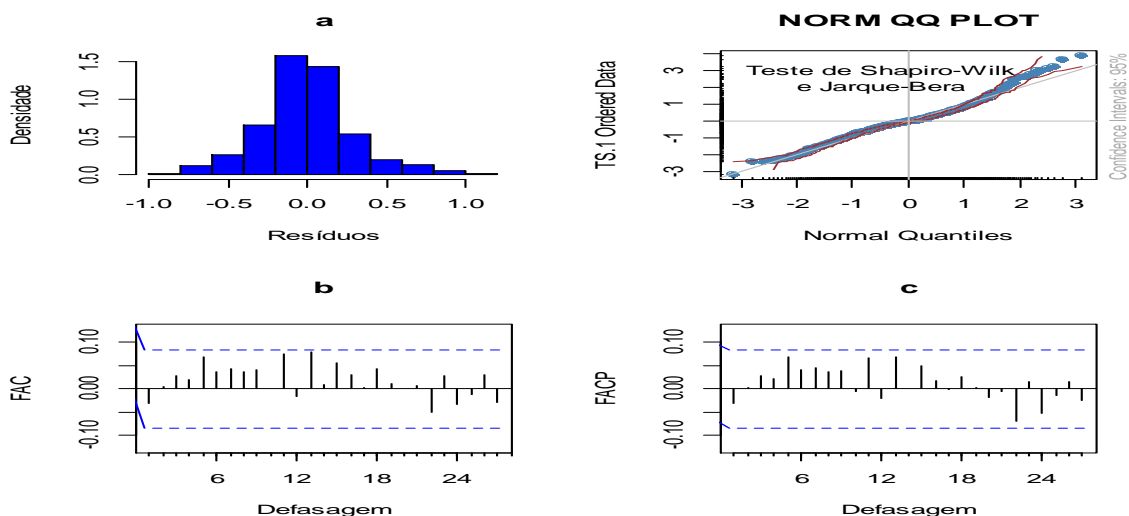 a
Densidade
0.0 0.5 1.0 1.5
-1.0 -0.5 0.0 0.5 1.0
Resíduos
NORM QQ PLOT
TS.1 Ordered Data
-3 -1 1 3
Teste de Shapiro-Wilk
e Jarque-Bera
Confidence Intervals: 95%
-3 -2 -1 0 1 2 3
Normal Quantiles
b
FAC
-0.10 0.00 0.10
6 12 18 24
Defasagem
c
FACP
-0.10 0.00 0.10
6 12 18 24
Defasagem